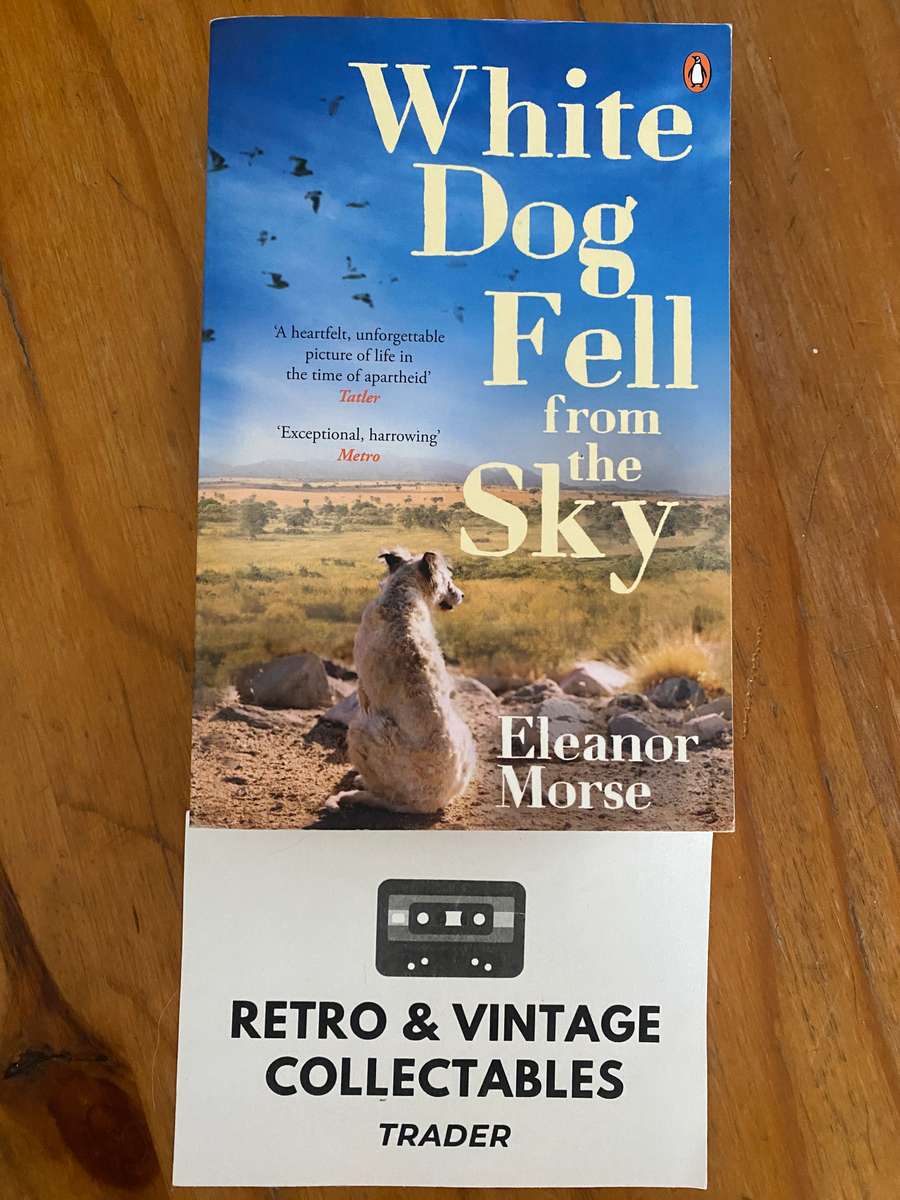 White
Dog
Fell
from
the
Sky
‘A heartfelt, unforgettable
picture of life in
the time of apartheid’
Tatler
‘Exceptional, harrowing’
Metro
Eleanor
Morse
RETRO & VINTAGE
COLLECTABLES
TRADER